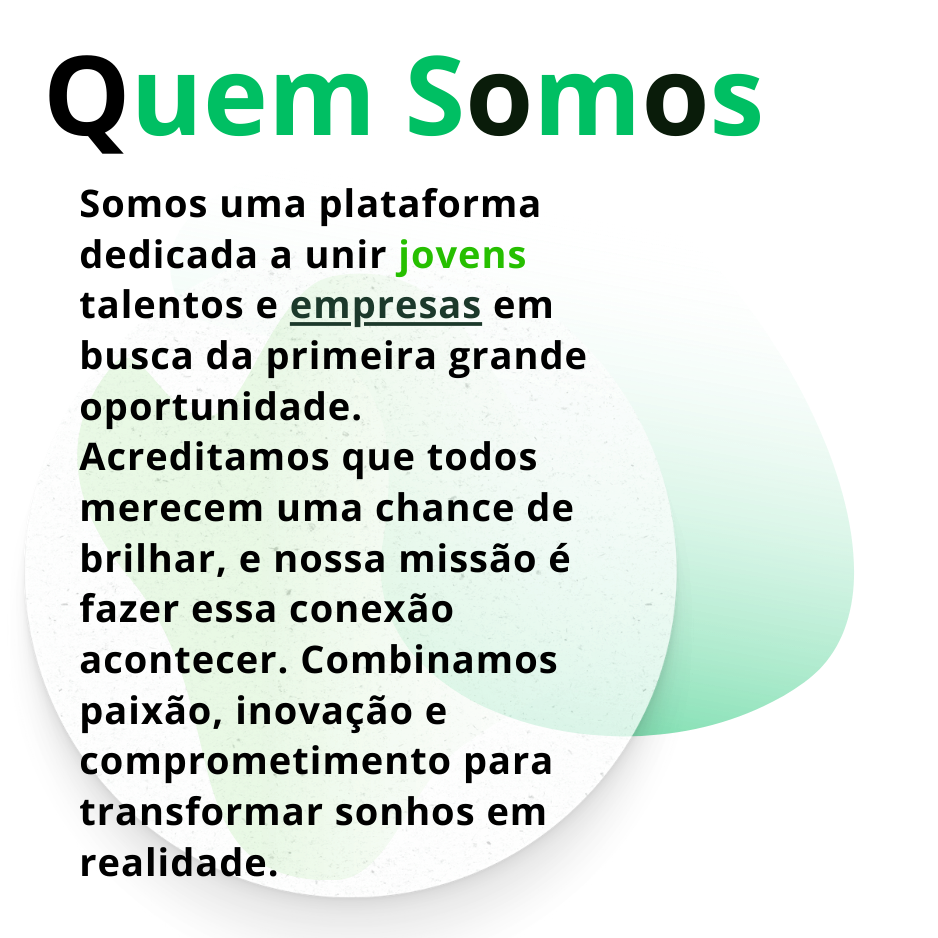 Quem Somos
Somos uma plataforma
dedicada a unir jovens
talentos e empresas em
busca da primeira grande
oportunidade.
Acreditamos que todos
merecem uma chance de
brilhar, e nossa missão é
fazer essa conexão
acontecer. Combinamos
paixão, inovação e
comprometimento para
transformar sonhos em
realidade.